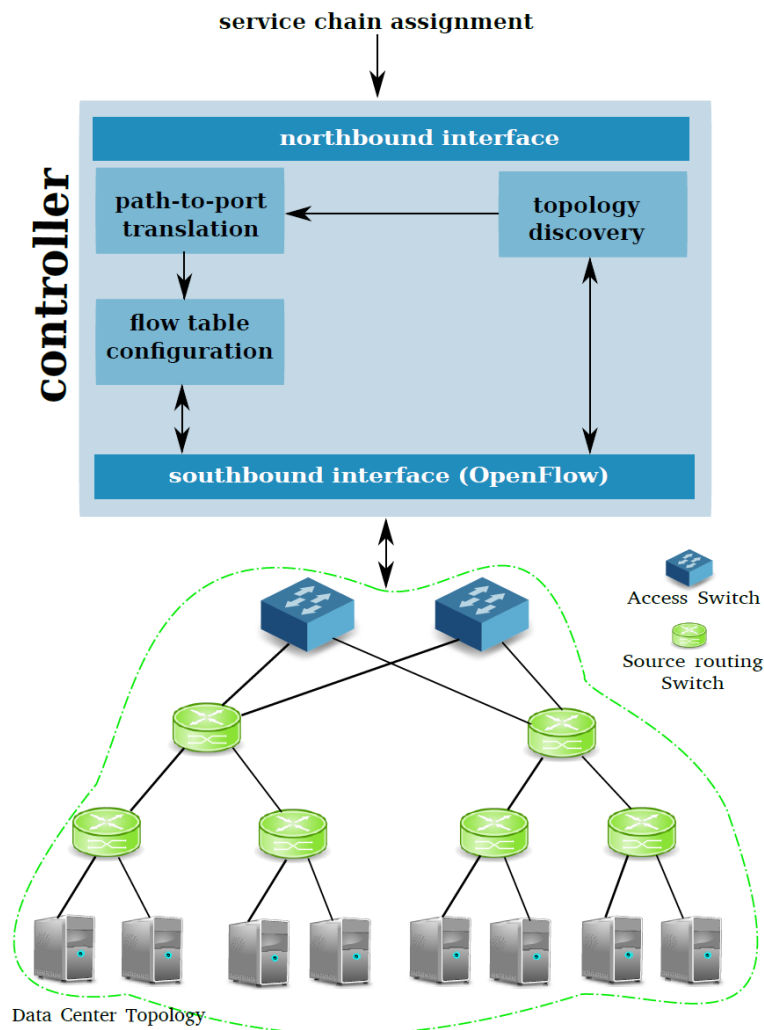 service chain assignment
controller
northbound interface
path-to-port
translation
topology
discovery
flow table
configuration
southbound interface (OpenFlow)
Access Switch
Source routing
Switch
Data Center Topology